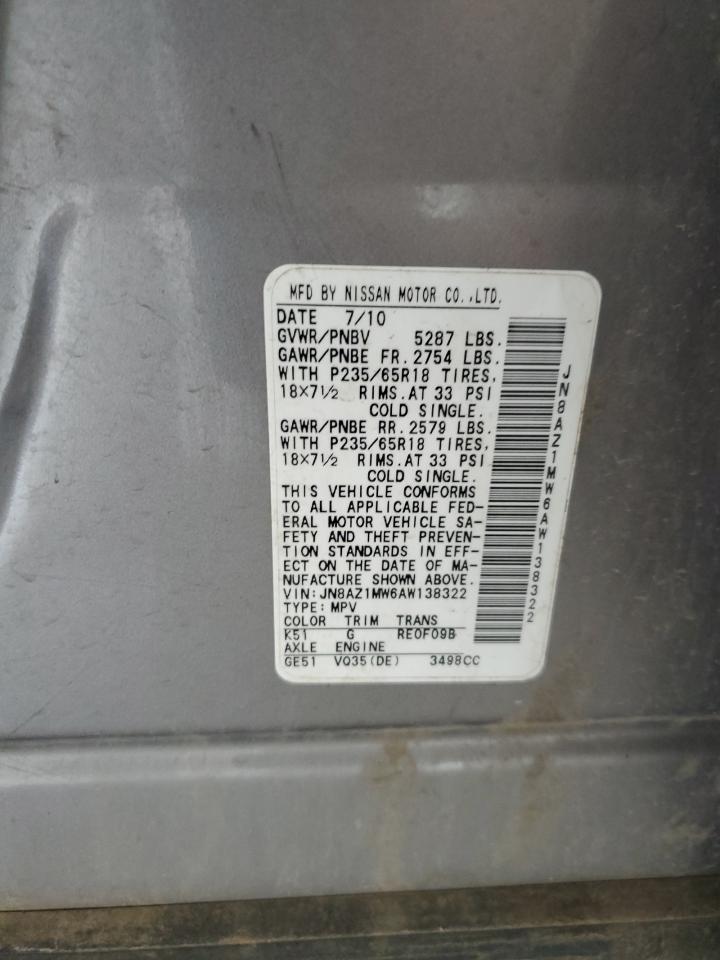 MFD BY NISSAN MOTOR CO.,LTD.
DATE 7/10
GVWR/PNBV 5287 LBS.
GAWR/PNBE FR. 2754 LBS.
WITH P235/65R18 TIRES,
18×7½ RIMS.AT 33 PSI
COLD SINGLE.
GAWR/PNBE RR. 2579 LBS.
WITH P235/65R18 TIRES,
18×7½ RIMS.AT 33 PSI
COLD SINGLE.
THIS VEHICLE CONFORMS
TO ALL APPLICABLE FED-
ERAL MOTOR VEHICLE SA-
FETY AND THEFT PREVEN-
TION STANDARDS IN EFF-
ECT ON THE DATE OF MA-
NUFACTURE SHOWN ABOVE.
VIN:JN8AZ1MW6AW138322
TYPE:MPV
COLOR TRIM TRANS
K51 G RE0F09B
AXLE ENGINE
GE51 VQ35(DE) 3498CC
JN8AZ1MW6AW138322